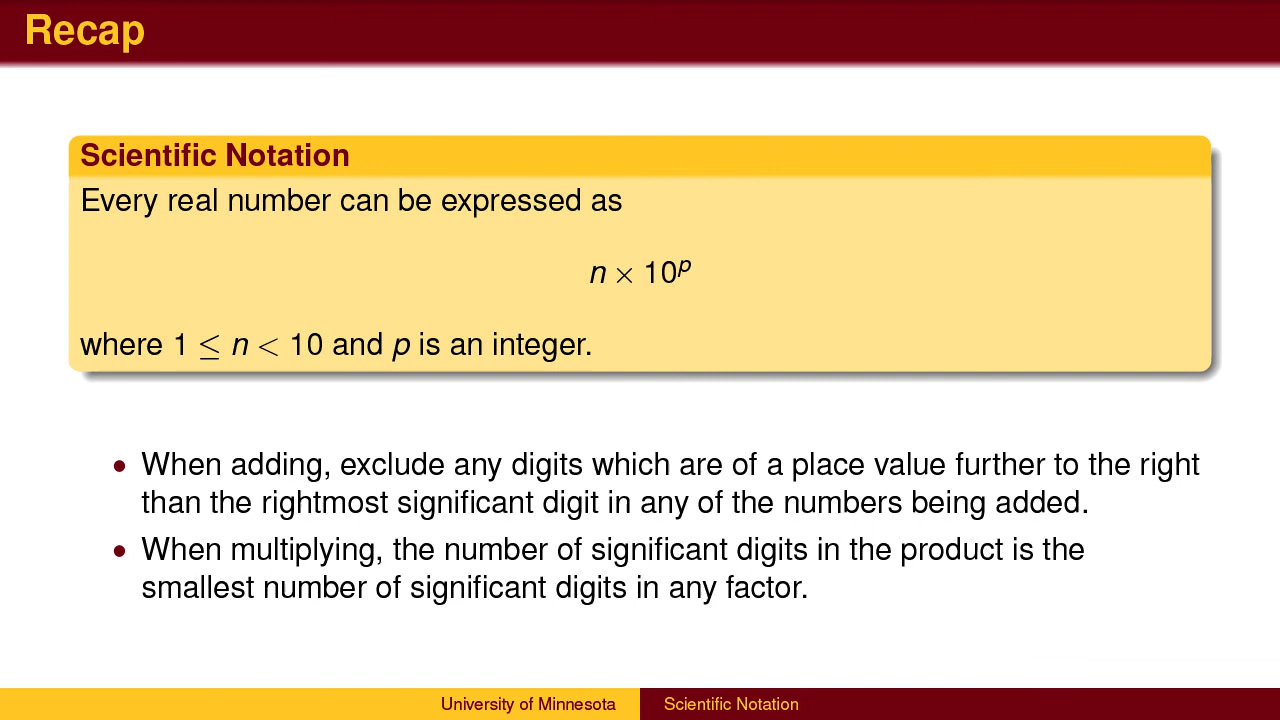 Recap
Scientific Notation
Every real number can be expressed as
n × 10^p
where 1 ≤ n < 10 and p is an integer.
• When adding, exclude any digits which are of a place value further to the right
than the rightmost significant digit in any of the numbers being added.
• When multiplying, the number of significant digits in the product is the
smallest number of significant digits in any factor.
University of Minnesota
Scientific Notation